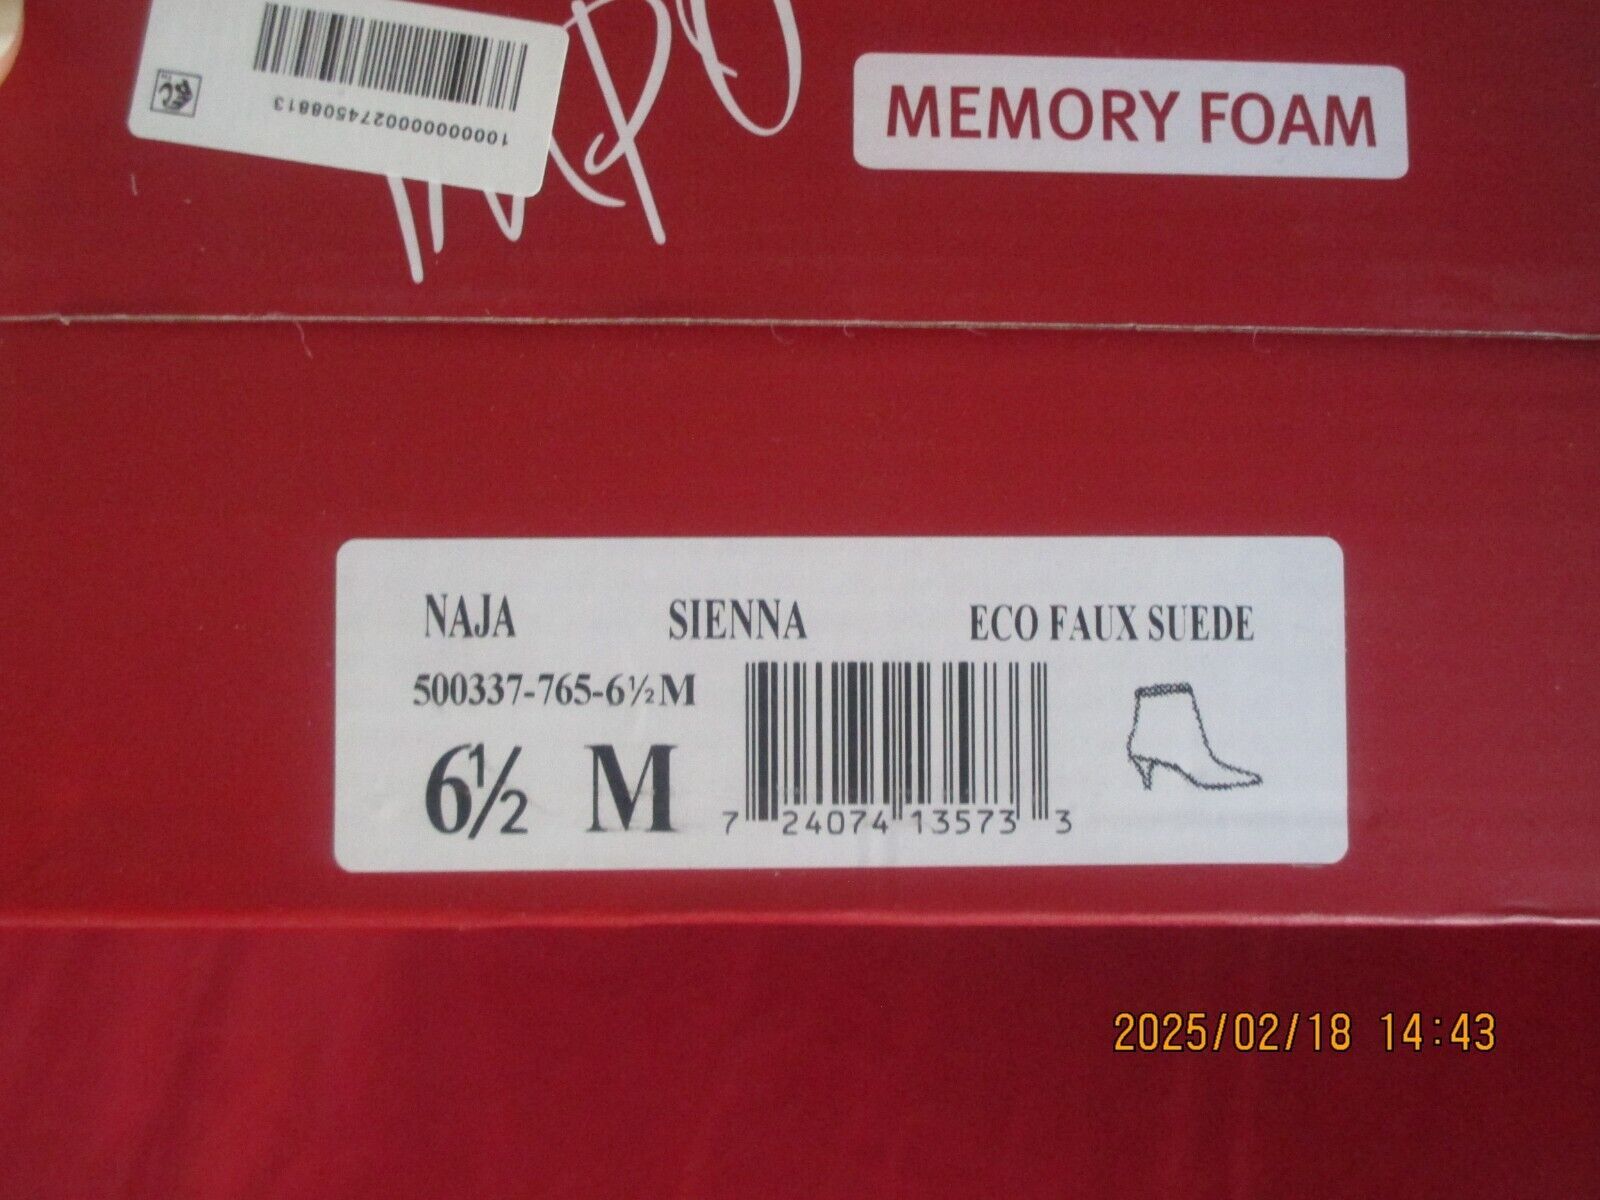 IMPO
MEMORY FOAM
NAJA SIENNA ECO FAUX SUEDE
500337-765-6½M
6½ M
7 24074 13573 3
2025/02/18 14:43